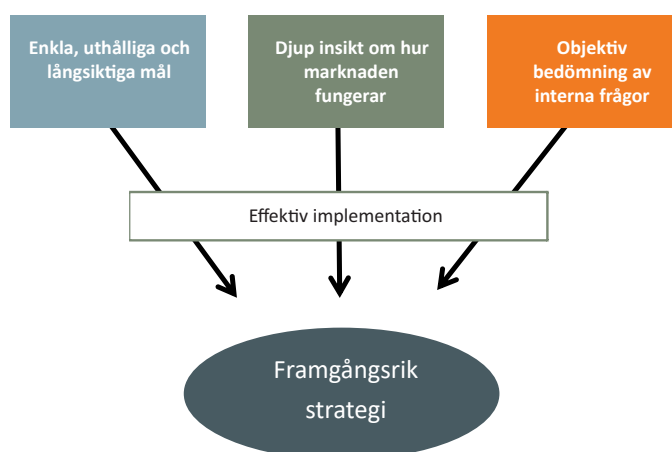 Enkla, uthålliga och
långsiktiga mål
Djup insikt om hur
marknaden
fungerar
Objektiv
bedömning av
interna frågor
Effektiv implementation
Framgångsrik
strategi